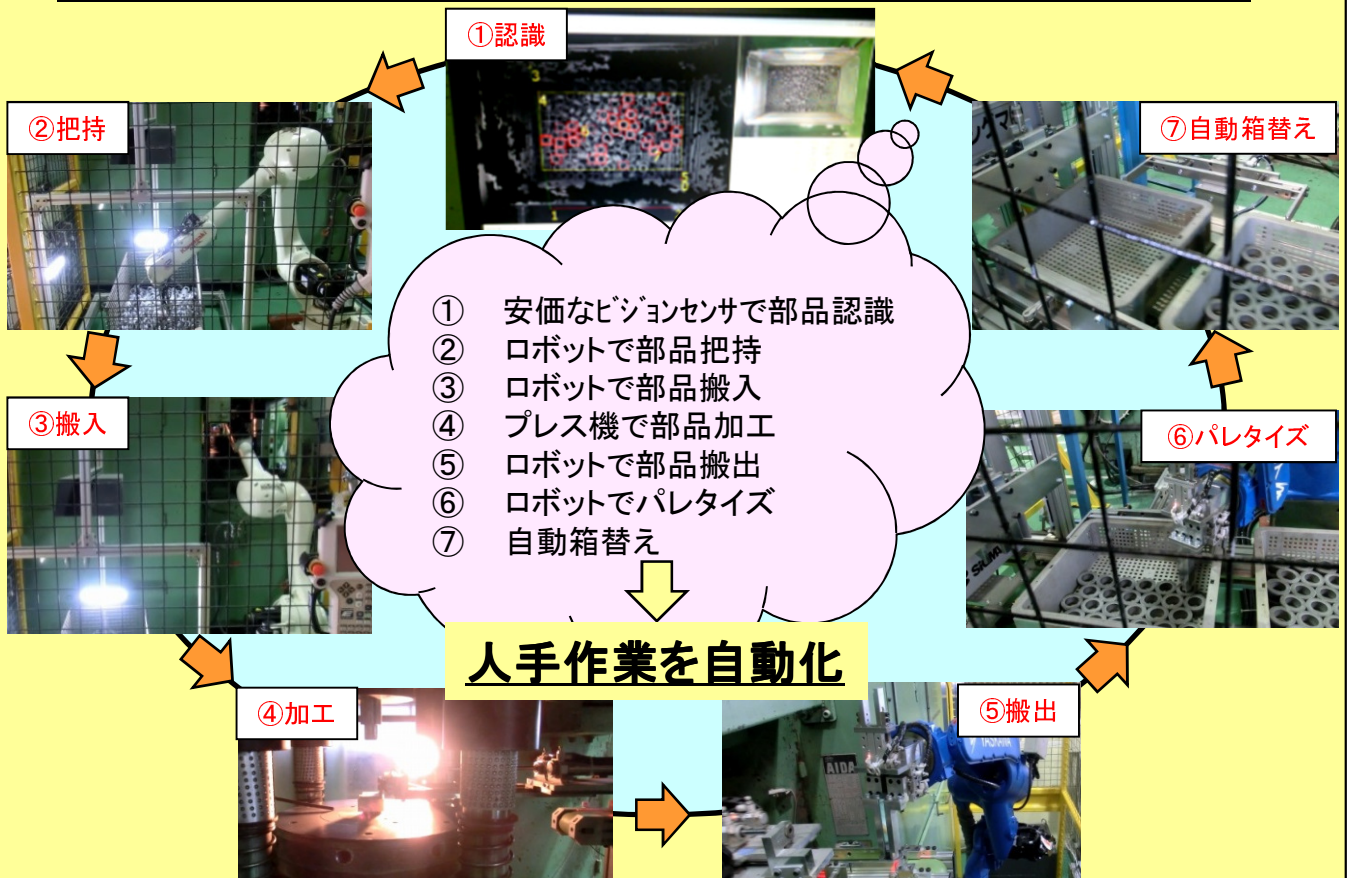 ①認識
②把持
⑦自動箱替え
① 安価なﾋﾞｼﾞｮﾝｾﾝｻで部品認識
② ロボットで部品把持
③ ロボットで部品搬入
④ プレス機で部品加工
⑤ ロボットで部品搬出
⑥ ロボットでパレタイズ
⑦ 自動箱替え
③搬入
⑥パレタイズ
人手作業を自動化
④加工
⑤搬出
AIDA